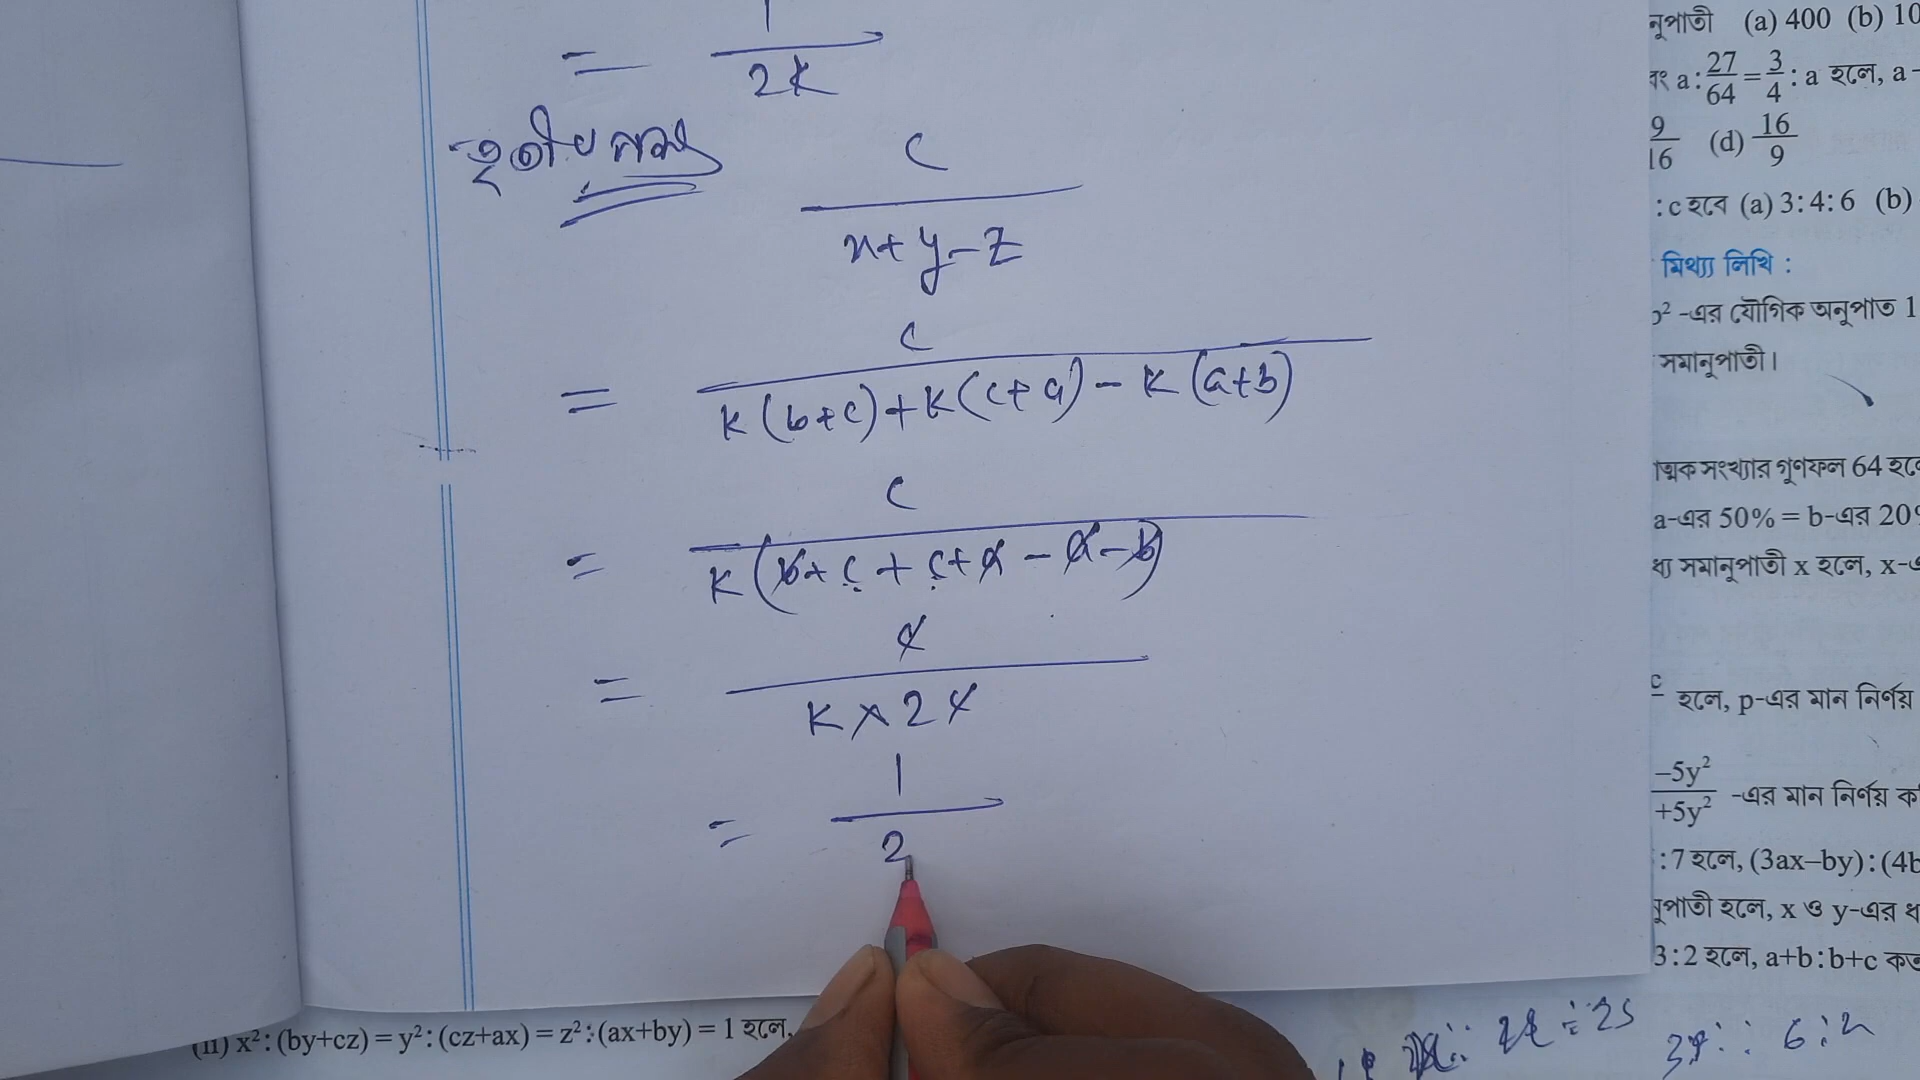 = 1/2k
তৃতীয় পক্ষ c/(x+y-z)
= c/(k(b+c)+k(c+a)-k(a+b))
= c/(k(b+c+c+a-a-b))
= c/(k×2c)
= 1/2
নুপাতী (a) 400 (b) 10
বং a:27/64=3/4:a হলে, a-
9/16 (d) 16/9
:c হবে (a) 3:4:6 (b)
মিথ্যা লিখি :
b² -এর যৌগিক অনুপাত 1
সমানুপাতী।
ত্মক সংখ্যার গুণফল 64 হলে
a-এর 50% = b-এর 20%
ধ্য সমানুপাতী x হলে, x-এ
c হলে, p-এর মান নির্ণয়
-5y²/+5y² -এর মান নির্ণয় ক
:7 হলে, (3ax–by):(4b
নুপাতী হলে, x ও y-এর ধ
3:2 হলে, a+b:b+c কত
(ii) x²:(by+cz)=y²:(cz+ax)=z²:(ax+by)=1 হলে,